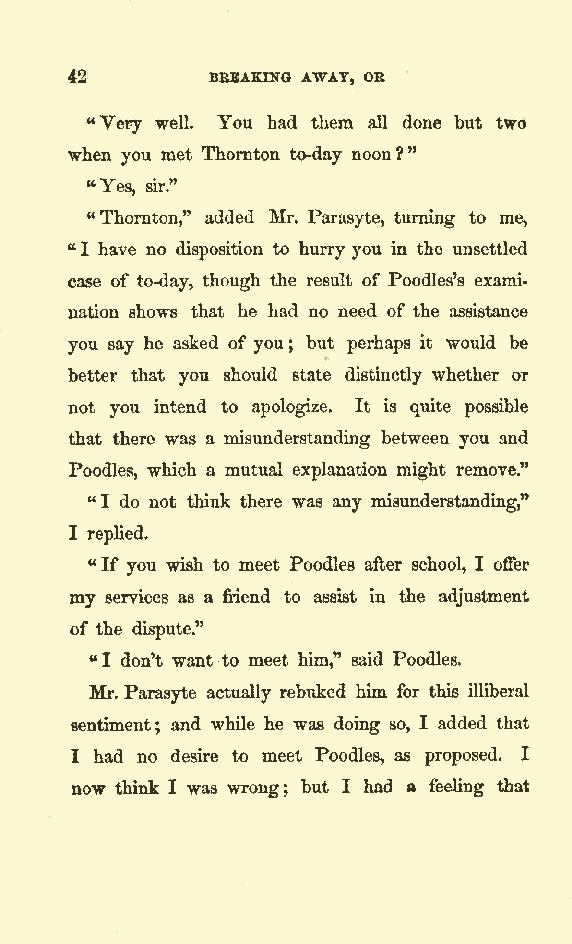 42 BREAKING AWAY, OR
"Very well. You had them all done but two
when you met Thornton to-day noon?"
"Yes, sir."
"Thornton," added Mr. Parasyte, turning to me,
"I have no disposition to hurry you in the unsettled
case of to-day, though the result of Poodles's exami-
nation shows that he had no need of the assistance
you say he asked of you; but perhaps it would be
better that you should state distinctly whether or
not you intend to apologize. It is quite possible
that there was a misunderstanding between you and
Poodles, which a mutual explanation might remove."
"I do not think there was any misunderstanding,"
I replied.
"If you wish to meet Poodles after school, I offer
my services as a friend to assist in the adjustment
of the dispute."
"I don't want to meet him," said Poodles.
Mr. Parasyte actually rebuked him for this illiberal
sentiment; and while he was doing so, I added that
I had no desire to meet Poodles, as proposed. I
now think I was wrong; but I had a feeling that